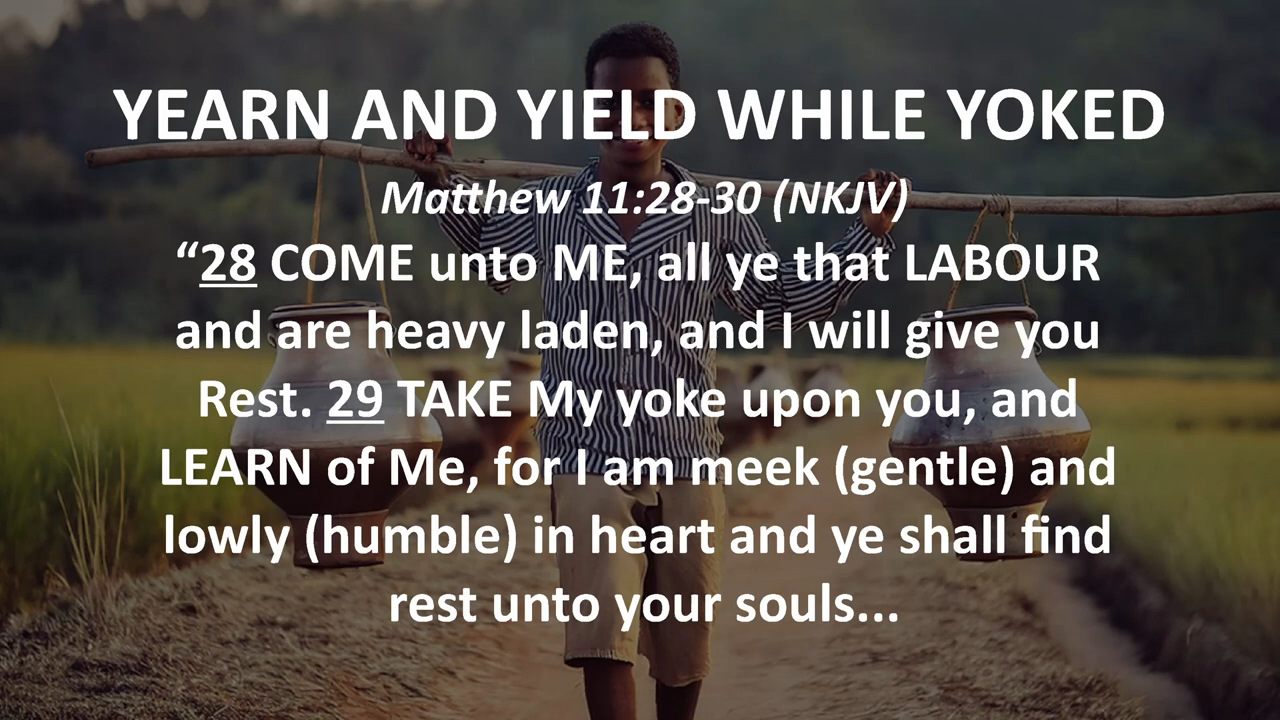 YEARN AND YIELD WHILE YOKED
Matthew 11:28-30 (NKJV)
“28 COME unto ME, all ye that LABOUR
and are heavy laden, and I will give you
Rest. 29 TAKE My yoke upon you, and
LEARN of Me, for I am meek (gentle) and
lowly (humble) in heart and ye shall find
rest unto your souls...